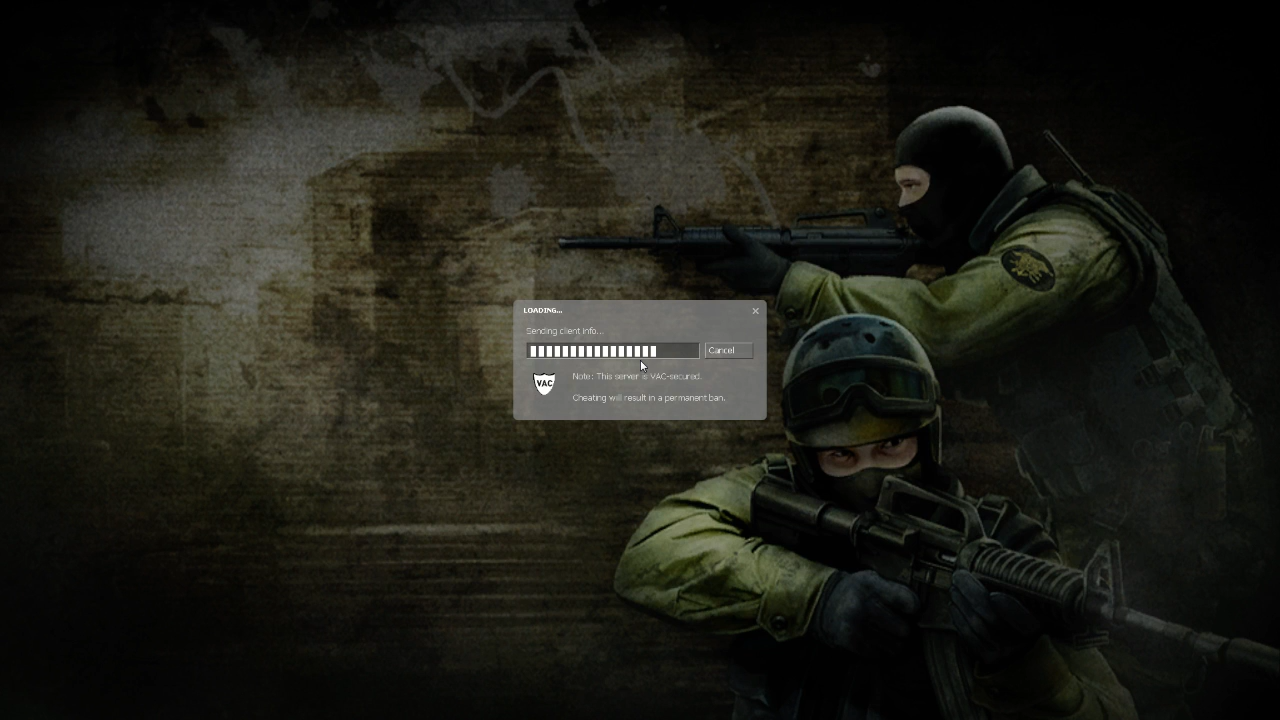 LOADING...
Sending client info...
Cancel
VAC
Note: This server is VAC-secured.
Cheating will result in a permanent ban.